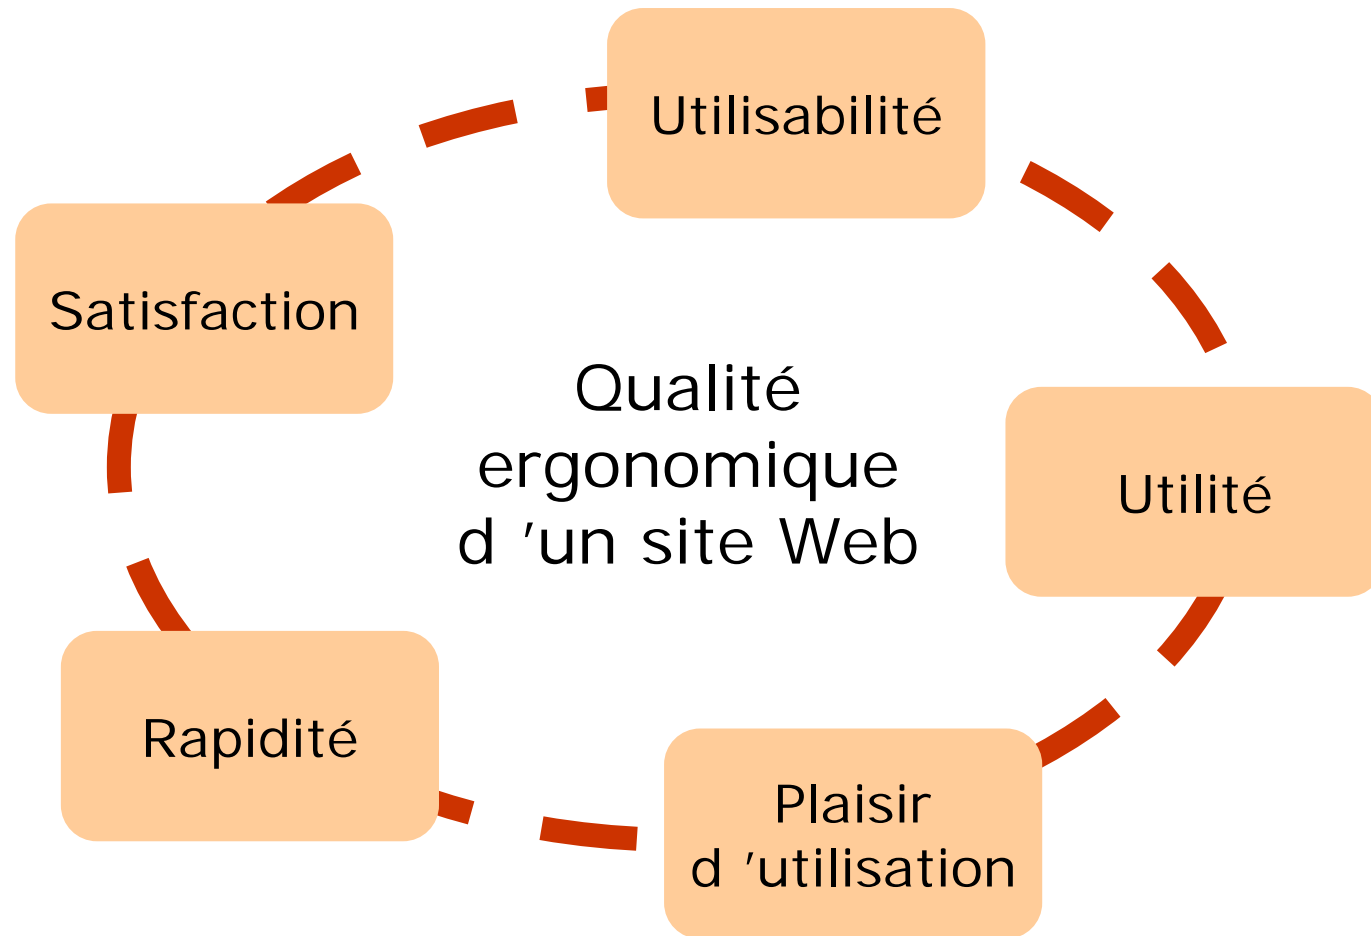 Utilisabilité
Satisfaction
Qualité
ergonomique
d ’un site Web
Utilité
Rapidité
Plaisir
d ’utilisation